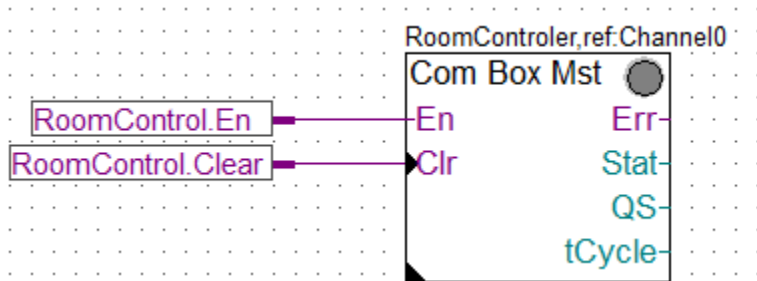 RoomControler,ref:Channel0
Com Box Mst
RoomControl.En
En
Err
RoomControl.Clear
Clr
Stat
QS
tCycle